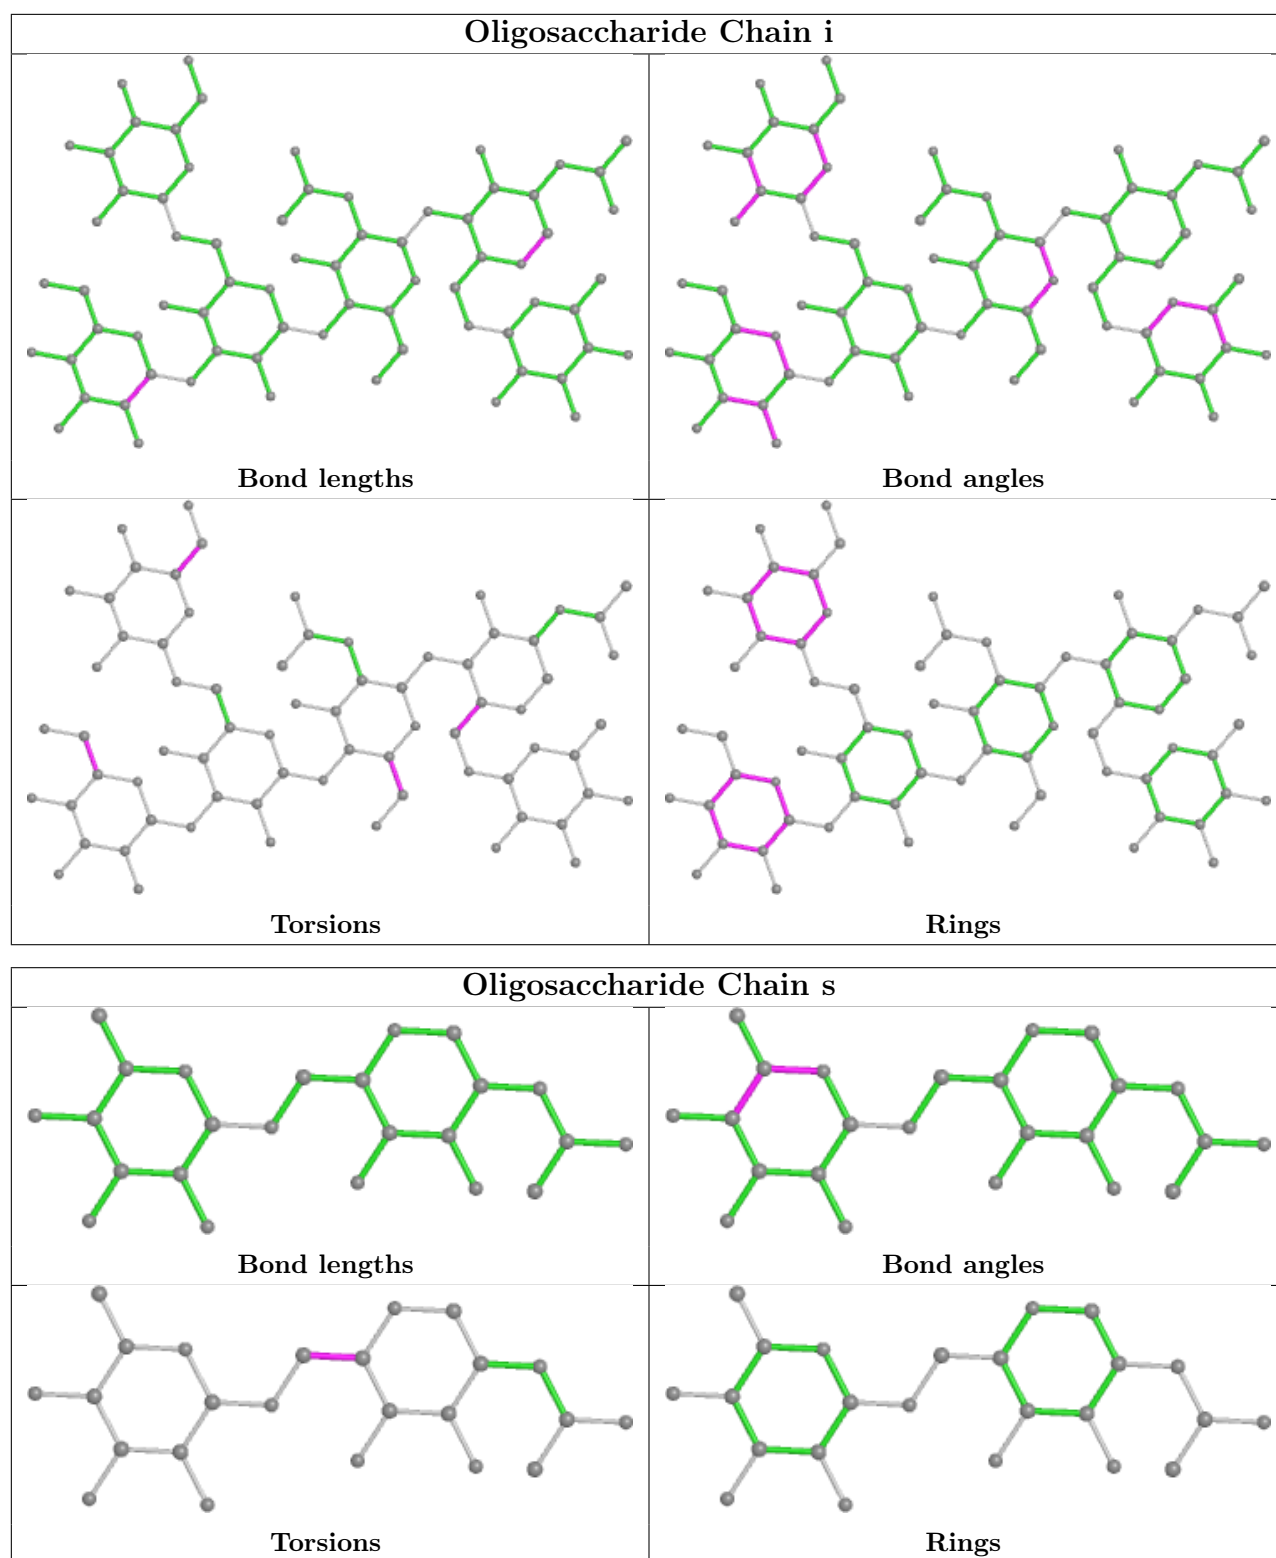 Oligosaccharide Chain i
Bond lengths
Bond angles
Torsions
Rings
Oligosaccharide Chain s
Bond lengths
Bond angles
Torsions
Rings